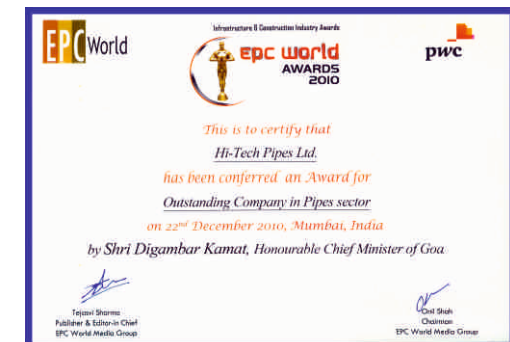 EPC World
Infrastructure & Construction Industry Awards
epc world
AWARDS
2010
pwc
This is to certify that
Hi-Tech Pipes Ltd.
has been conferred an Award for
Outstanding Company in Pipes sector
on 22nd December 2010, Mumbai, India
by Shri Digambar Kamat, Honourable Chief Minister of Goa
Tejasvi Sharma
Publisher & Editor-in Chief
EPC World Media Group
Anil Shah
Chairman
EPC World Media Group